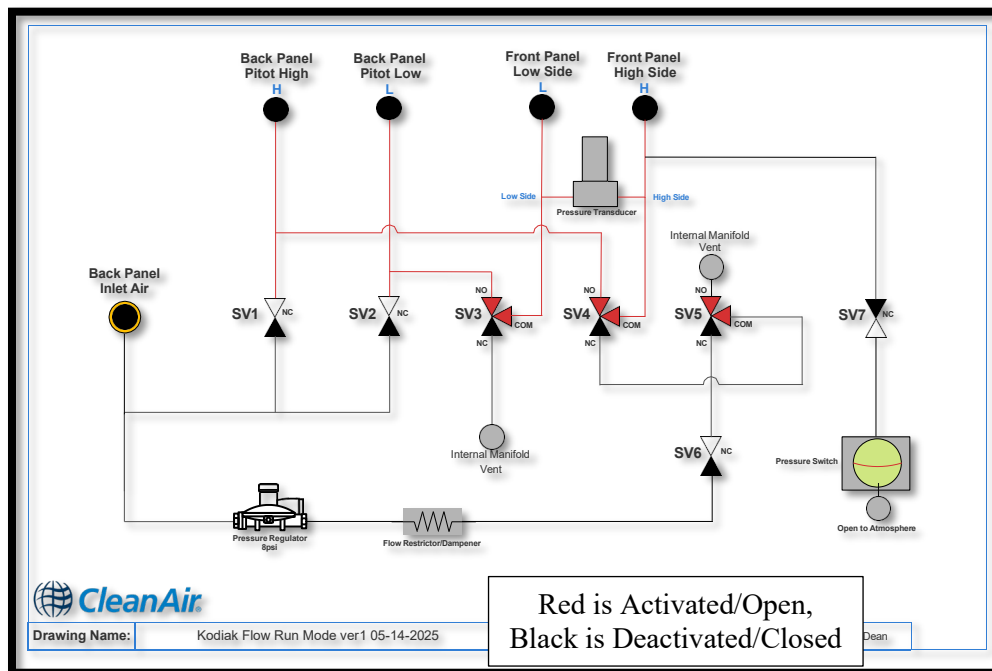 Back Panel
Pitot High
H
Back Panel
Pitot Low
L
Front Panel
Low Side
L
Front Panel
High Side
H
Low Side
High Side
Pressure Transducer
Internal Manifold
Vent
Back Panel
Inlet Air
SV1
NC
SV2
NC
NO
SV3
COM
NC
NO
SV4
COM
NC
NO
SV5
COM
NC
SV7
NC
Internal Manifold
Vent
SV6
NC
Pressure Switch
Open to Atmosphere
Pressure Regulator
8psi
Flow Restrictor/Dampener
CleanAir
Red is Activated/Open,
Black is Deactivated/Closed
Drawing Name:
Kodiak Flow Run Mode ver1 05-14-2025
Dean